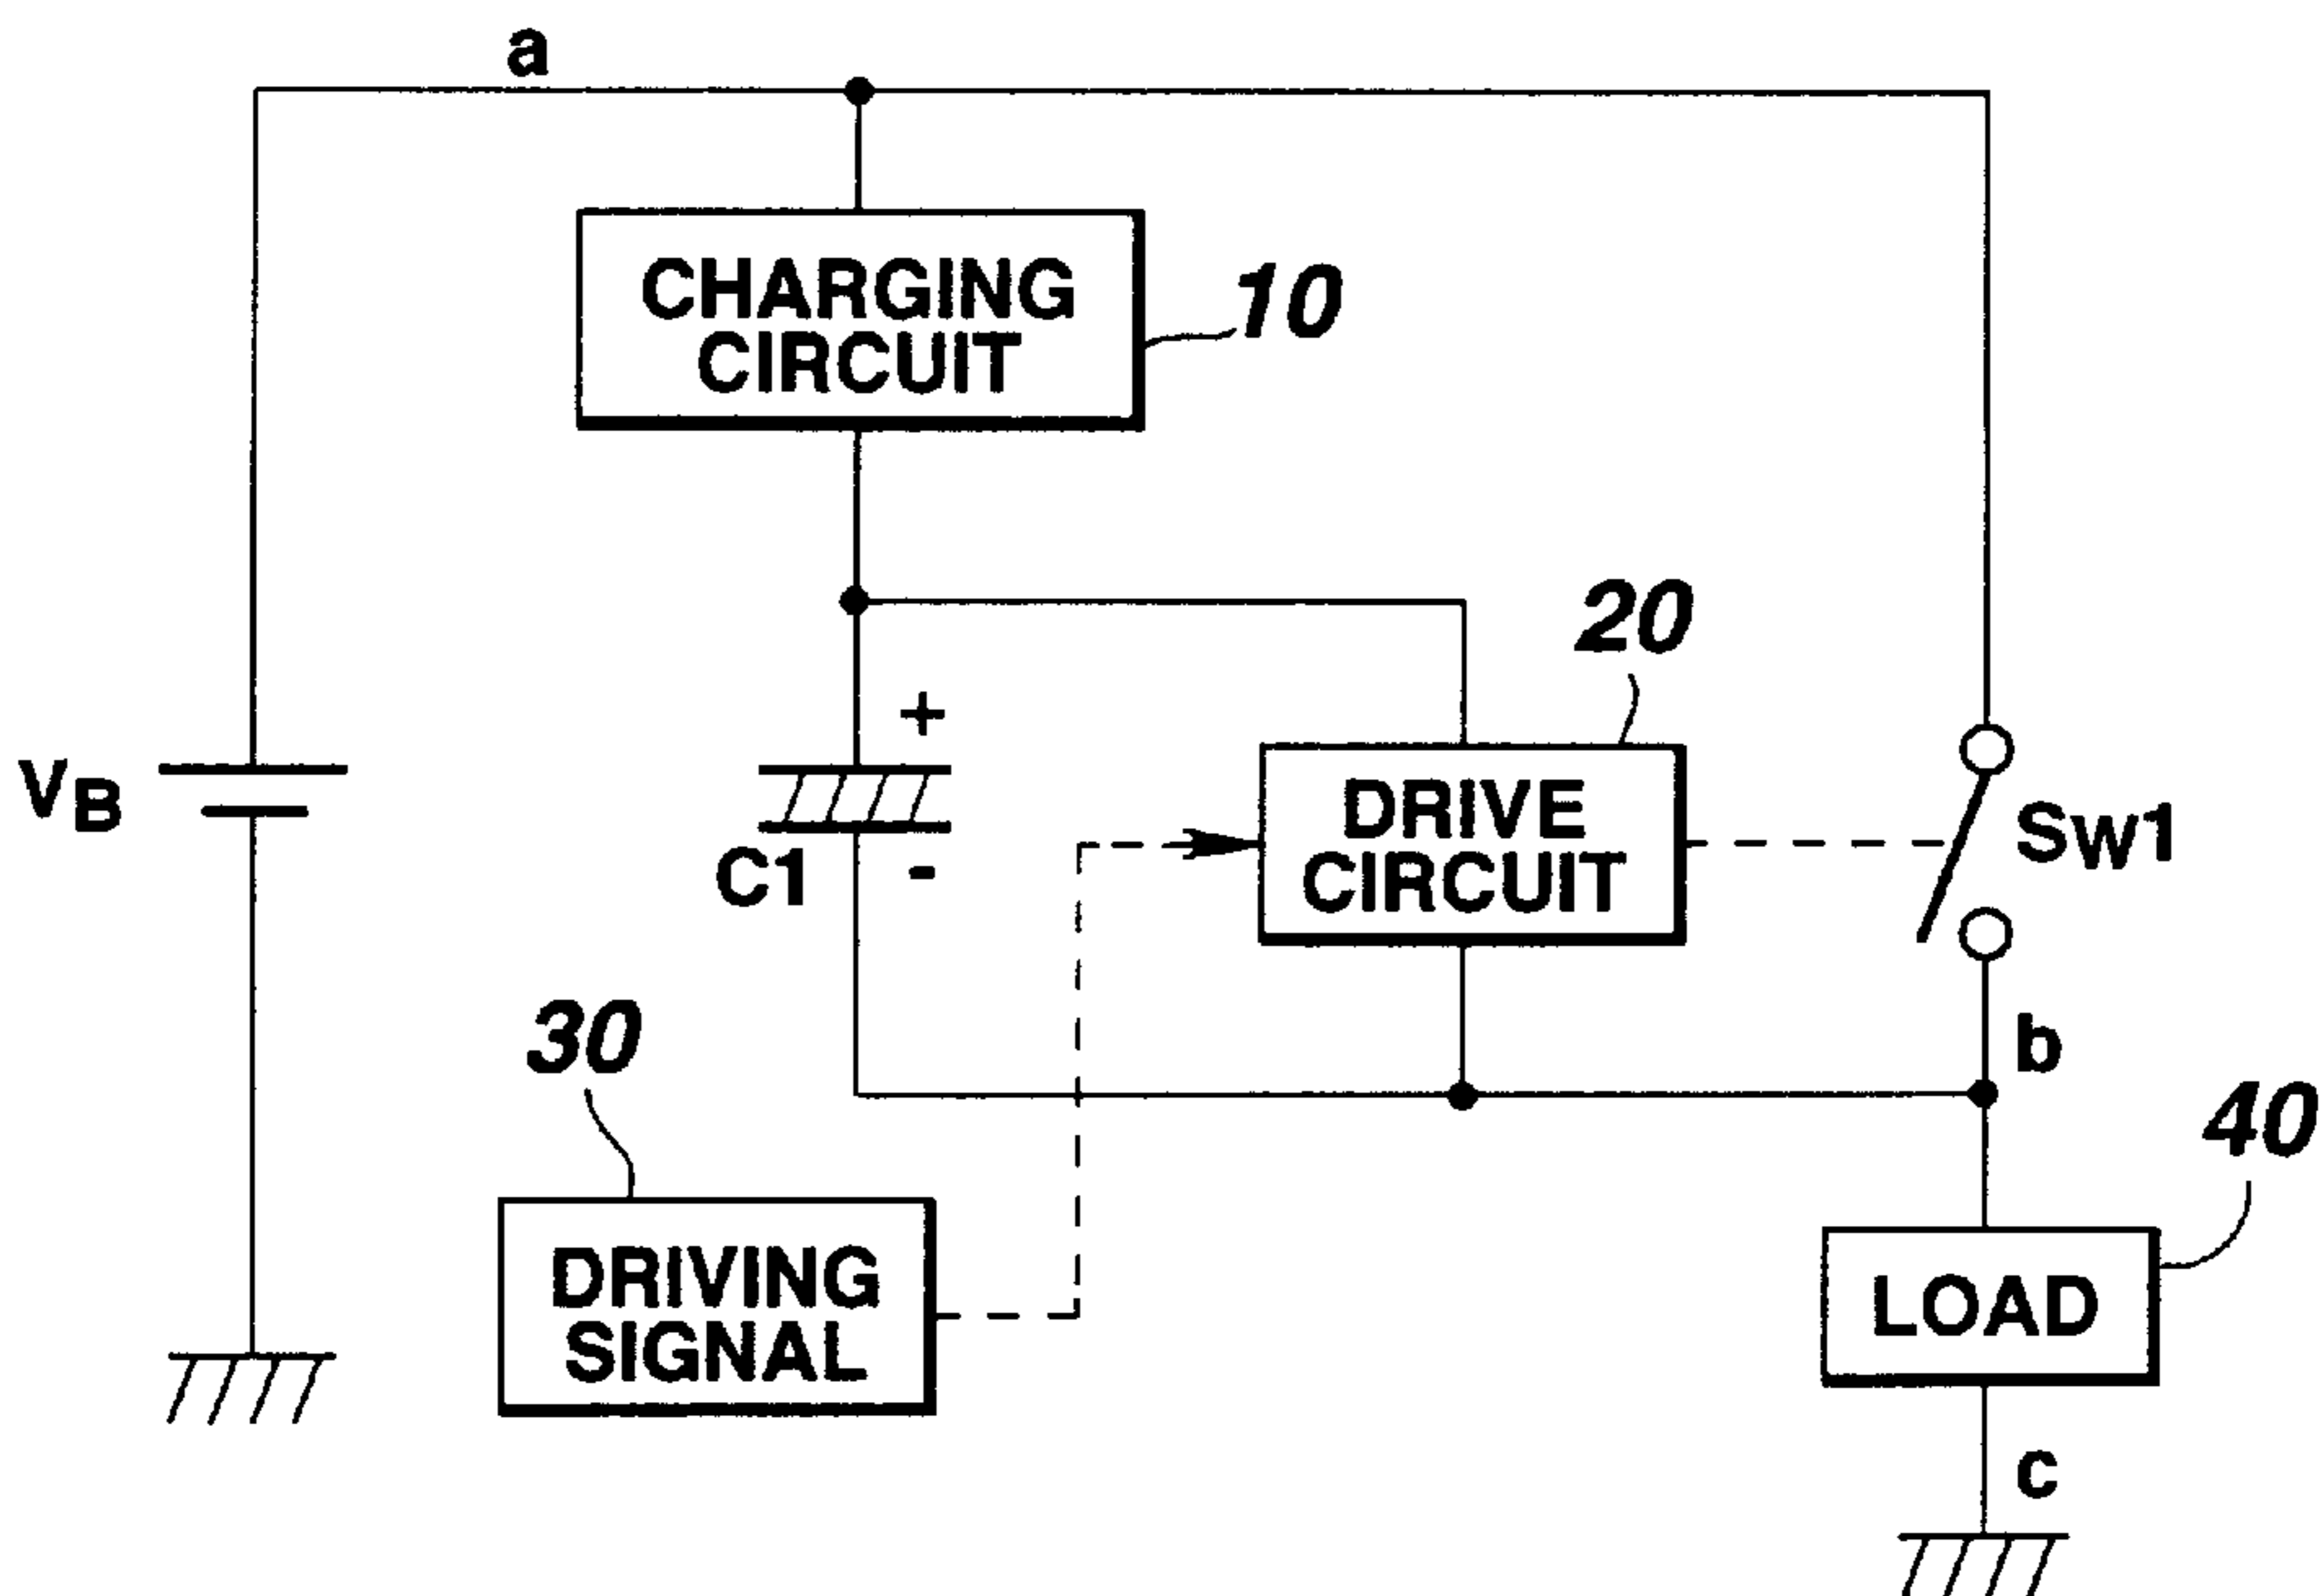 a
CHARGING
CIRCUIT
10
20
+
VB
DRIVE
CIRCUIT
SW1
C1
-
30
b
40
DRIVING
SIGNAL
LOAD
c